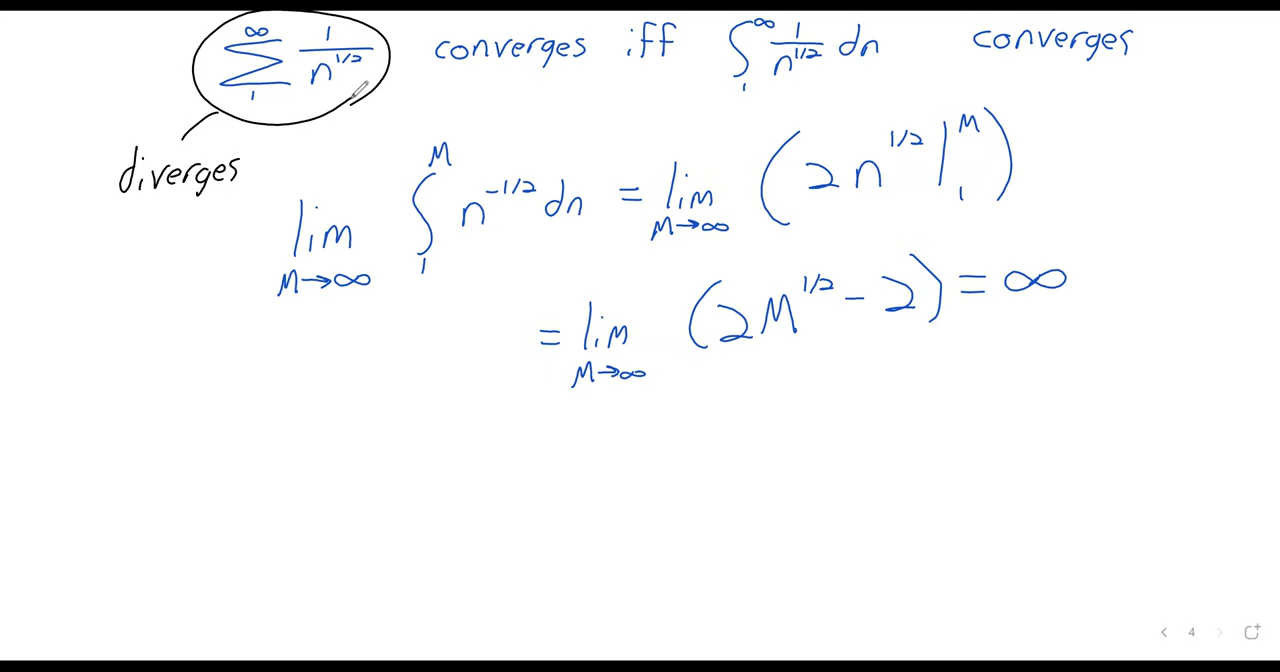 ∞
∑ 1/n^{1/2} converges iff ∫_1^∞ 1/n^{1/2} dn converges
1
diverges
lim_{M→∞} ∫_1^M n^{-1/2} dn = lim_{M→∞} (2n^{1/2} |_1^M)
= lim_{M→∞} (2M^{1/2} - 2) = ∞
< 4 >